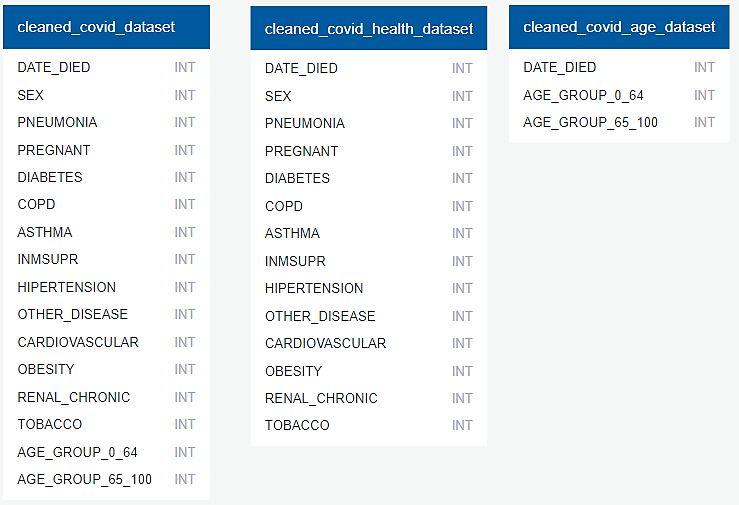 cleaned_covid_dataset
DATE_DIED INT
SEX INT
PNEUMONIA INT
PREGNANT INT
DIABETES INT
COPD INT
ASTHMA INT
INMSUPR INT
HIPERTENSION INT
OTHER_DISEASE INT
CARDIOVASCULAR INT
OBESITY INT
RENAL_CHRONIC INT
TOBACCO INT
AGE_GROUP_0_64 INT
AGE_GROUP_65_100 INT
cleaned_covid_health_dataset
DATE_DIED INT
SEX INT
PNEUMONIA INT
PREGNANT INT
DIABETES INT
COPD INT
ASTHMA INT
INMSUPR INT
HIPERTENSION INT
OTHER_DISEASE INT
CARDIOVASCULAR INT
OBESITY INT
RENAL_CHRONIC INT
TOBACCO INT
cleaned_covid_age_dataset
DATE_DIED INT
AGE_GROUP_0_64 INT
AGE_GROUP_65_100 INT